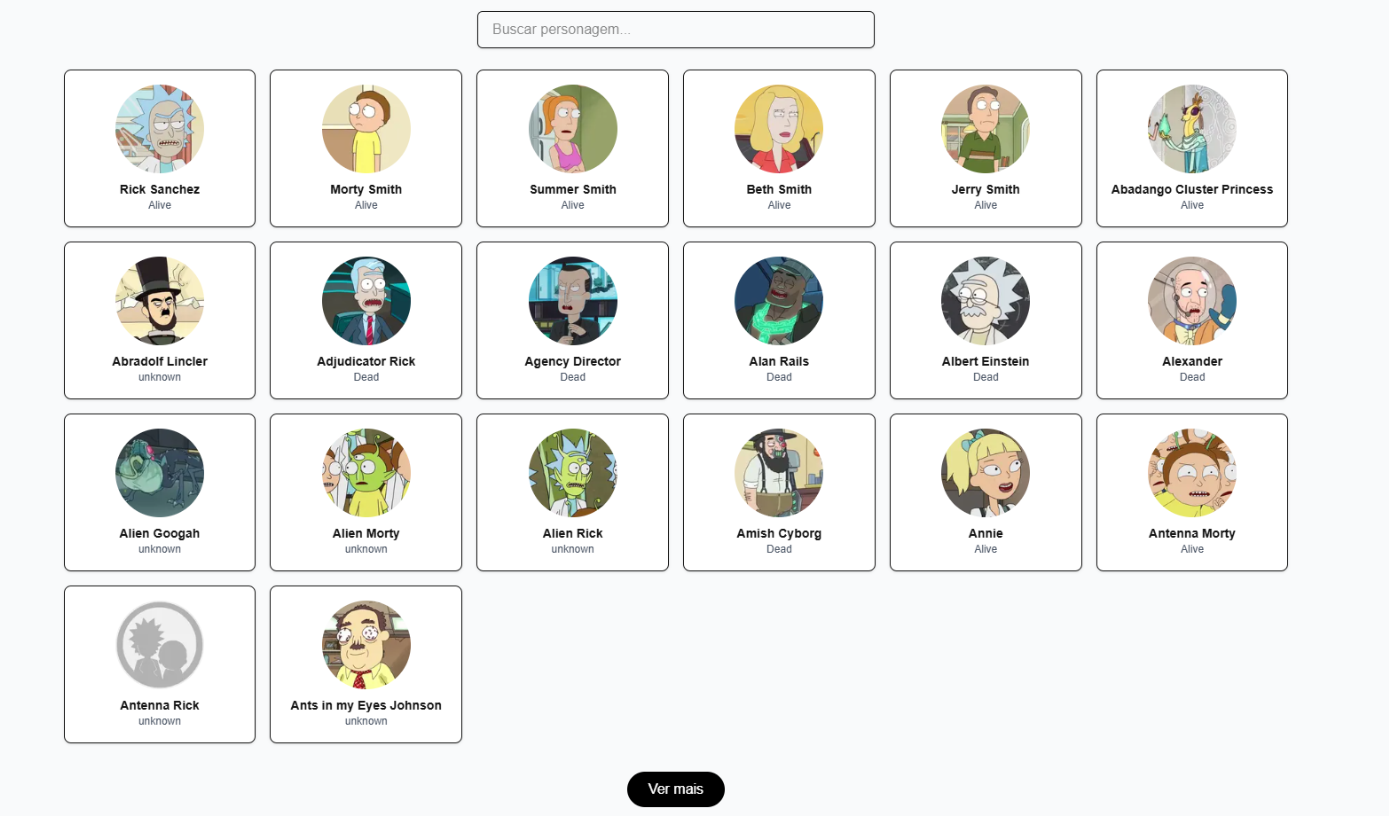 Buscar personagem...
Rick Sanchez
Alive
Morty Smith
Alive
Summer Smith
Alive
Beth Smith
Alive
Jerry Smith
Alive
Abadango Cluster Princess
Alive
Abradolf Lincler
unknown
Adjudicator Rick
Dead
Agency Director
Dead
Alan Rails
Dead
Albert Einstein
Dead
Alexander
Dead
Alien Googah
unknown
Alien Morty
unknown
Alien Rick
unknown
Amish Cyborg
Dead
Annie
Alive
Antenna Morty
Alive
Antenna Rick
unknown
Ants in my Eyes Johnson
unknown
Ver mais